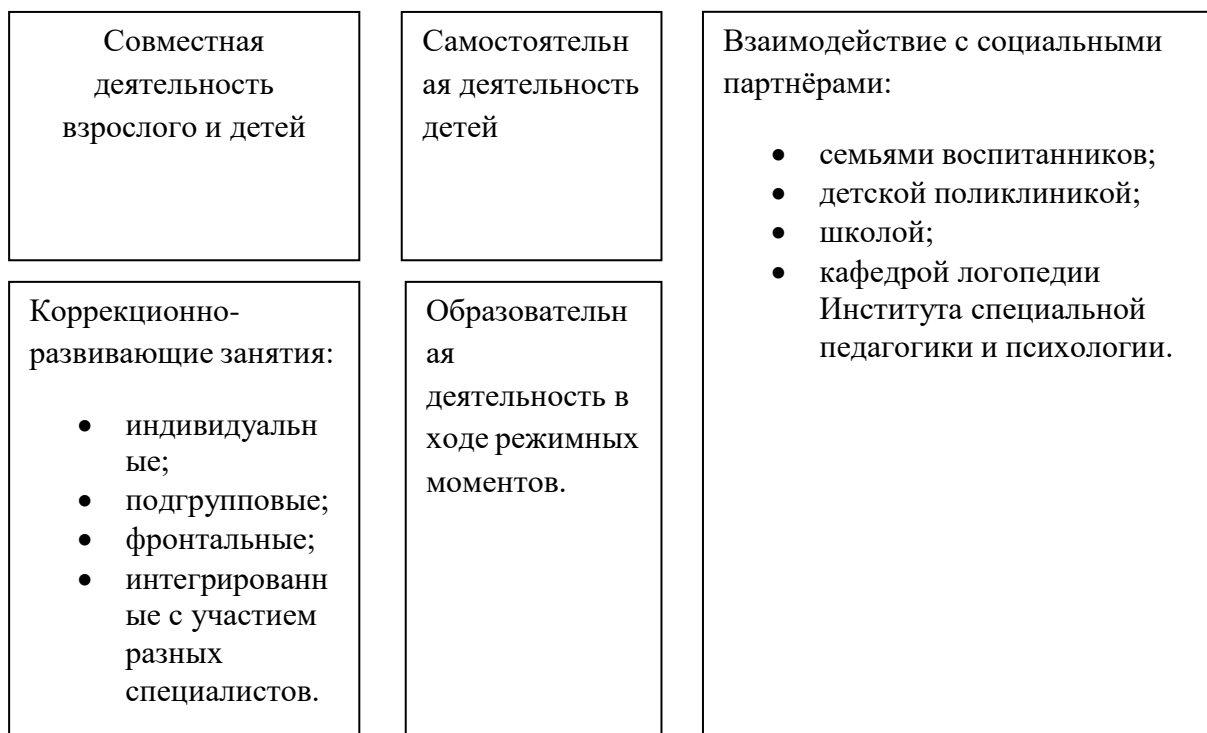 Совместная
деятельность
взрослого и детей
Самостоятельн
ая деятельность
детей
Взаимодействие с социальными
партнёрами:
• семьями воспитанников;
• детской поликлиникой;
• школой;
• кафедрой логопедии
Института специальной
педагогики и психологии.
Коррекционно-
развивающие занятия:
• индивидуальн
ые;
• подгрупповые;
• фронтальные;
• интегрированн
ые с участием
разных
специалистов.
Образовательн
ая
деятельность в
ходе режимных
моментов.